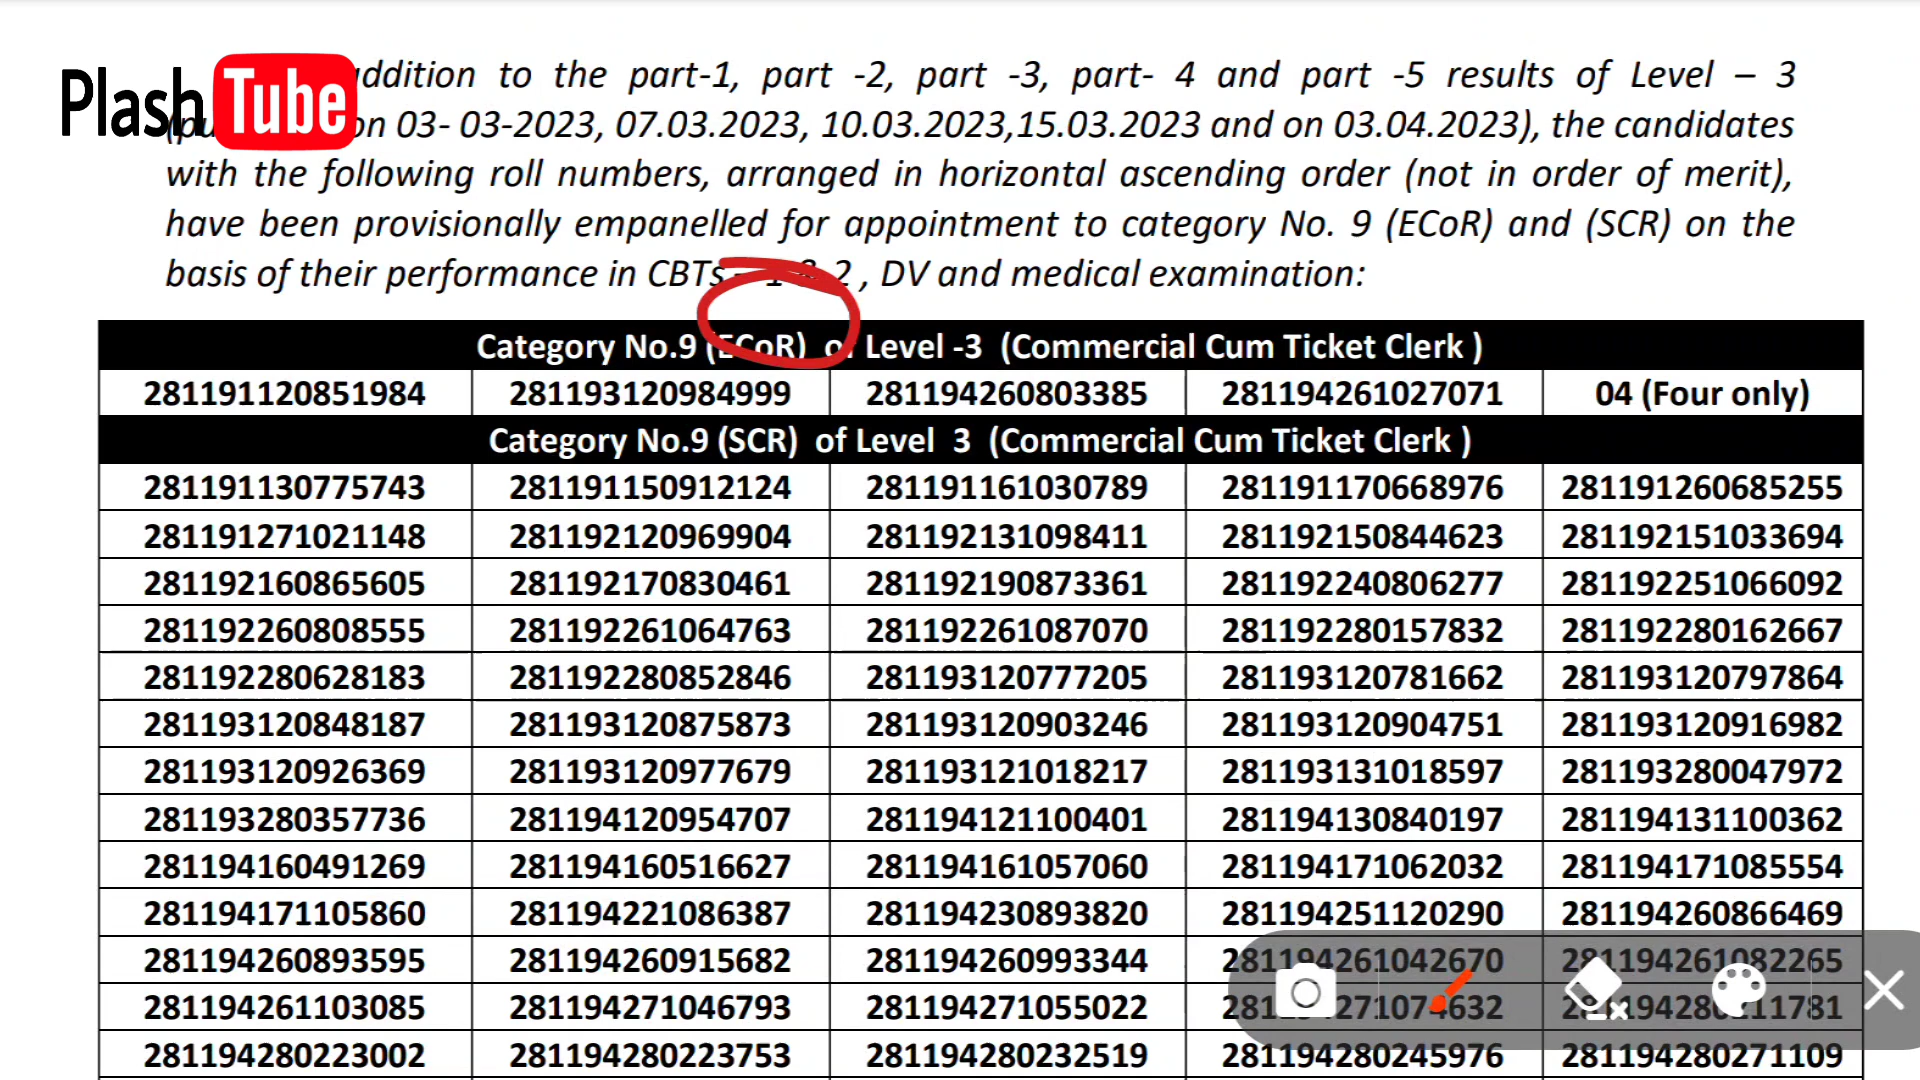 Plash Tube
addition to the part-1, part -2, part -3, part- 4 and part -5 results of Level – 3
on 03- 03-2023, 07.03.2023, 10.03.2023,15.03.2023 and on 03.04.2023), the candidates
with the following roll numbers, arranged in horizontal ascending order (not in order of merit),
have been provisionally empanelled for appointment to category No. 9 (ECoR) and (SCR) on the
basis of their performance in CBTs - 1 & 2 , DV and medical examination:
Category No.9 (ECoR) of Level -3 (Commercial Cum Ticket Clerk )
281191120851984 281193120984999 281194260803385 281194261027071 04 (Four only)
Category No.9 (SCR) of Level 3 (Commercial Cum Ticket Clerk )
281191130775743 281191150912124 281191161030789 281191170668976 281191260685255
281191271021148 281192120969904 281192131098411 281192150844623 281192151033694
281192160865605 281192170830461 281192190873361 281192240806277 281192251066092
281192260808555 281192261064763 281192261087070 281192280157832 281192280162667
281192280628183 281192280852846 281193120777205 281193120781662 281193120797864
281193120848187 281193120875873 281193120903246 281193120904751 281193120916982
281193120926369 281193120977679 281193121018217 281193131018597 281193280047972
281193280357736 281194120954707 281194121100401 281194130840197 281194131100362
281194160491269 281194160516627 281194161057060 281194171062032 281194171085554
281194171105860 281194221086387 281194230893820 281194251120290 281194260866469
281194260893595 281194260915682 281194260993344 281194261042670
281194261103085 281194271046793 281194271055022
281194280223002 281194280223753 281194280232519 281194280245976 281194280271109